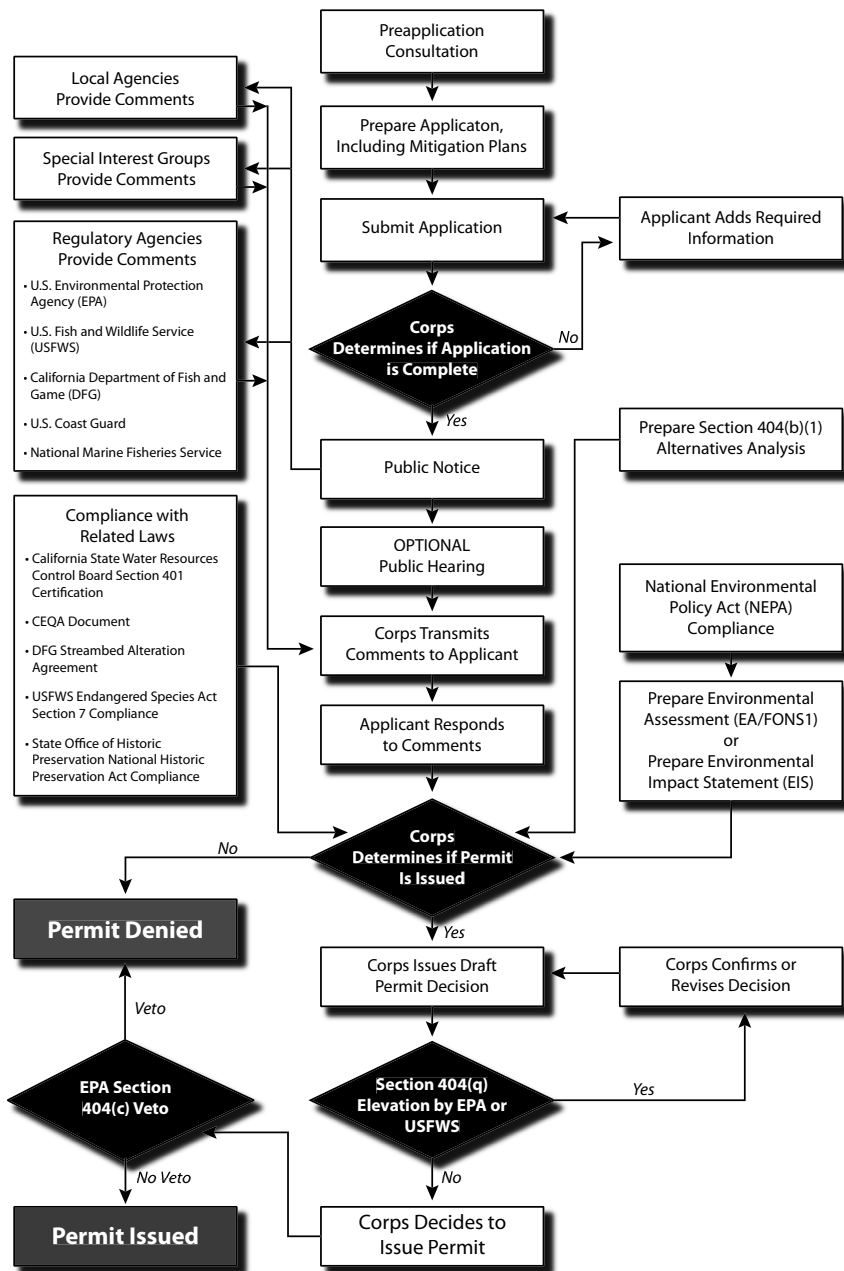 Preapplication
Consultation
Local Agencies
Provide Comments
Prepare Applicaton,
Including Mitigation Plans
Special Interest Groups
Provide Comments
Submit Application
Applicant Adds Required
Information
Regulatory Agencies
Provide Comments
• U.S. Environmental Protection
Agency (EPA)
• U.S. Fish and Wildlife Service
(USFWS)
• California Department of Fish and
Game (DFG)
• U.S. Coast Guard
• National Marine Fisheries Service
Corps
Determines if Application
is Complete
No
Yes
Prepare Section 404(b)(1)
Alternatives Analysis
Public Notice
Compliance with
Related Laws
• California State Water Resources
Control Board Section 401
Certification
• CEQA Document
• DFG Streambed Alteration
Agreement
• USFWS Endangered Species Act
Section 7 Compliance
• State Office of Historic
Preservation National Historic
Preservation Act Compliance
OPTIONAL
Public Hearing
National Environmental
Policy Act (NEPA)
Compliance
Corps Transmits
Comments to Applicant
Prepare Environmental
Assessment (EA/FONS1)
or
Prepare Environmental
Impact Statement (EIS)
Applicant Responds
to Comments
Corps
Determines if Permit
Is Issued
No
Yes
Permit Denied
Corps Issues Draft
Permit Decision
Corps Confirms or
Revises Decision
Veto
EPA Section
404(c) Veto
Section 404(q)
Elevation by EPA or
USFWS
Yes
No Veto
No
Permit Issued
Corps Decides to
Issue Permit